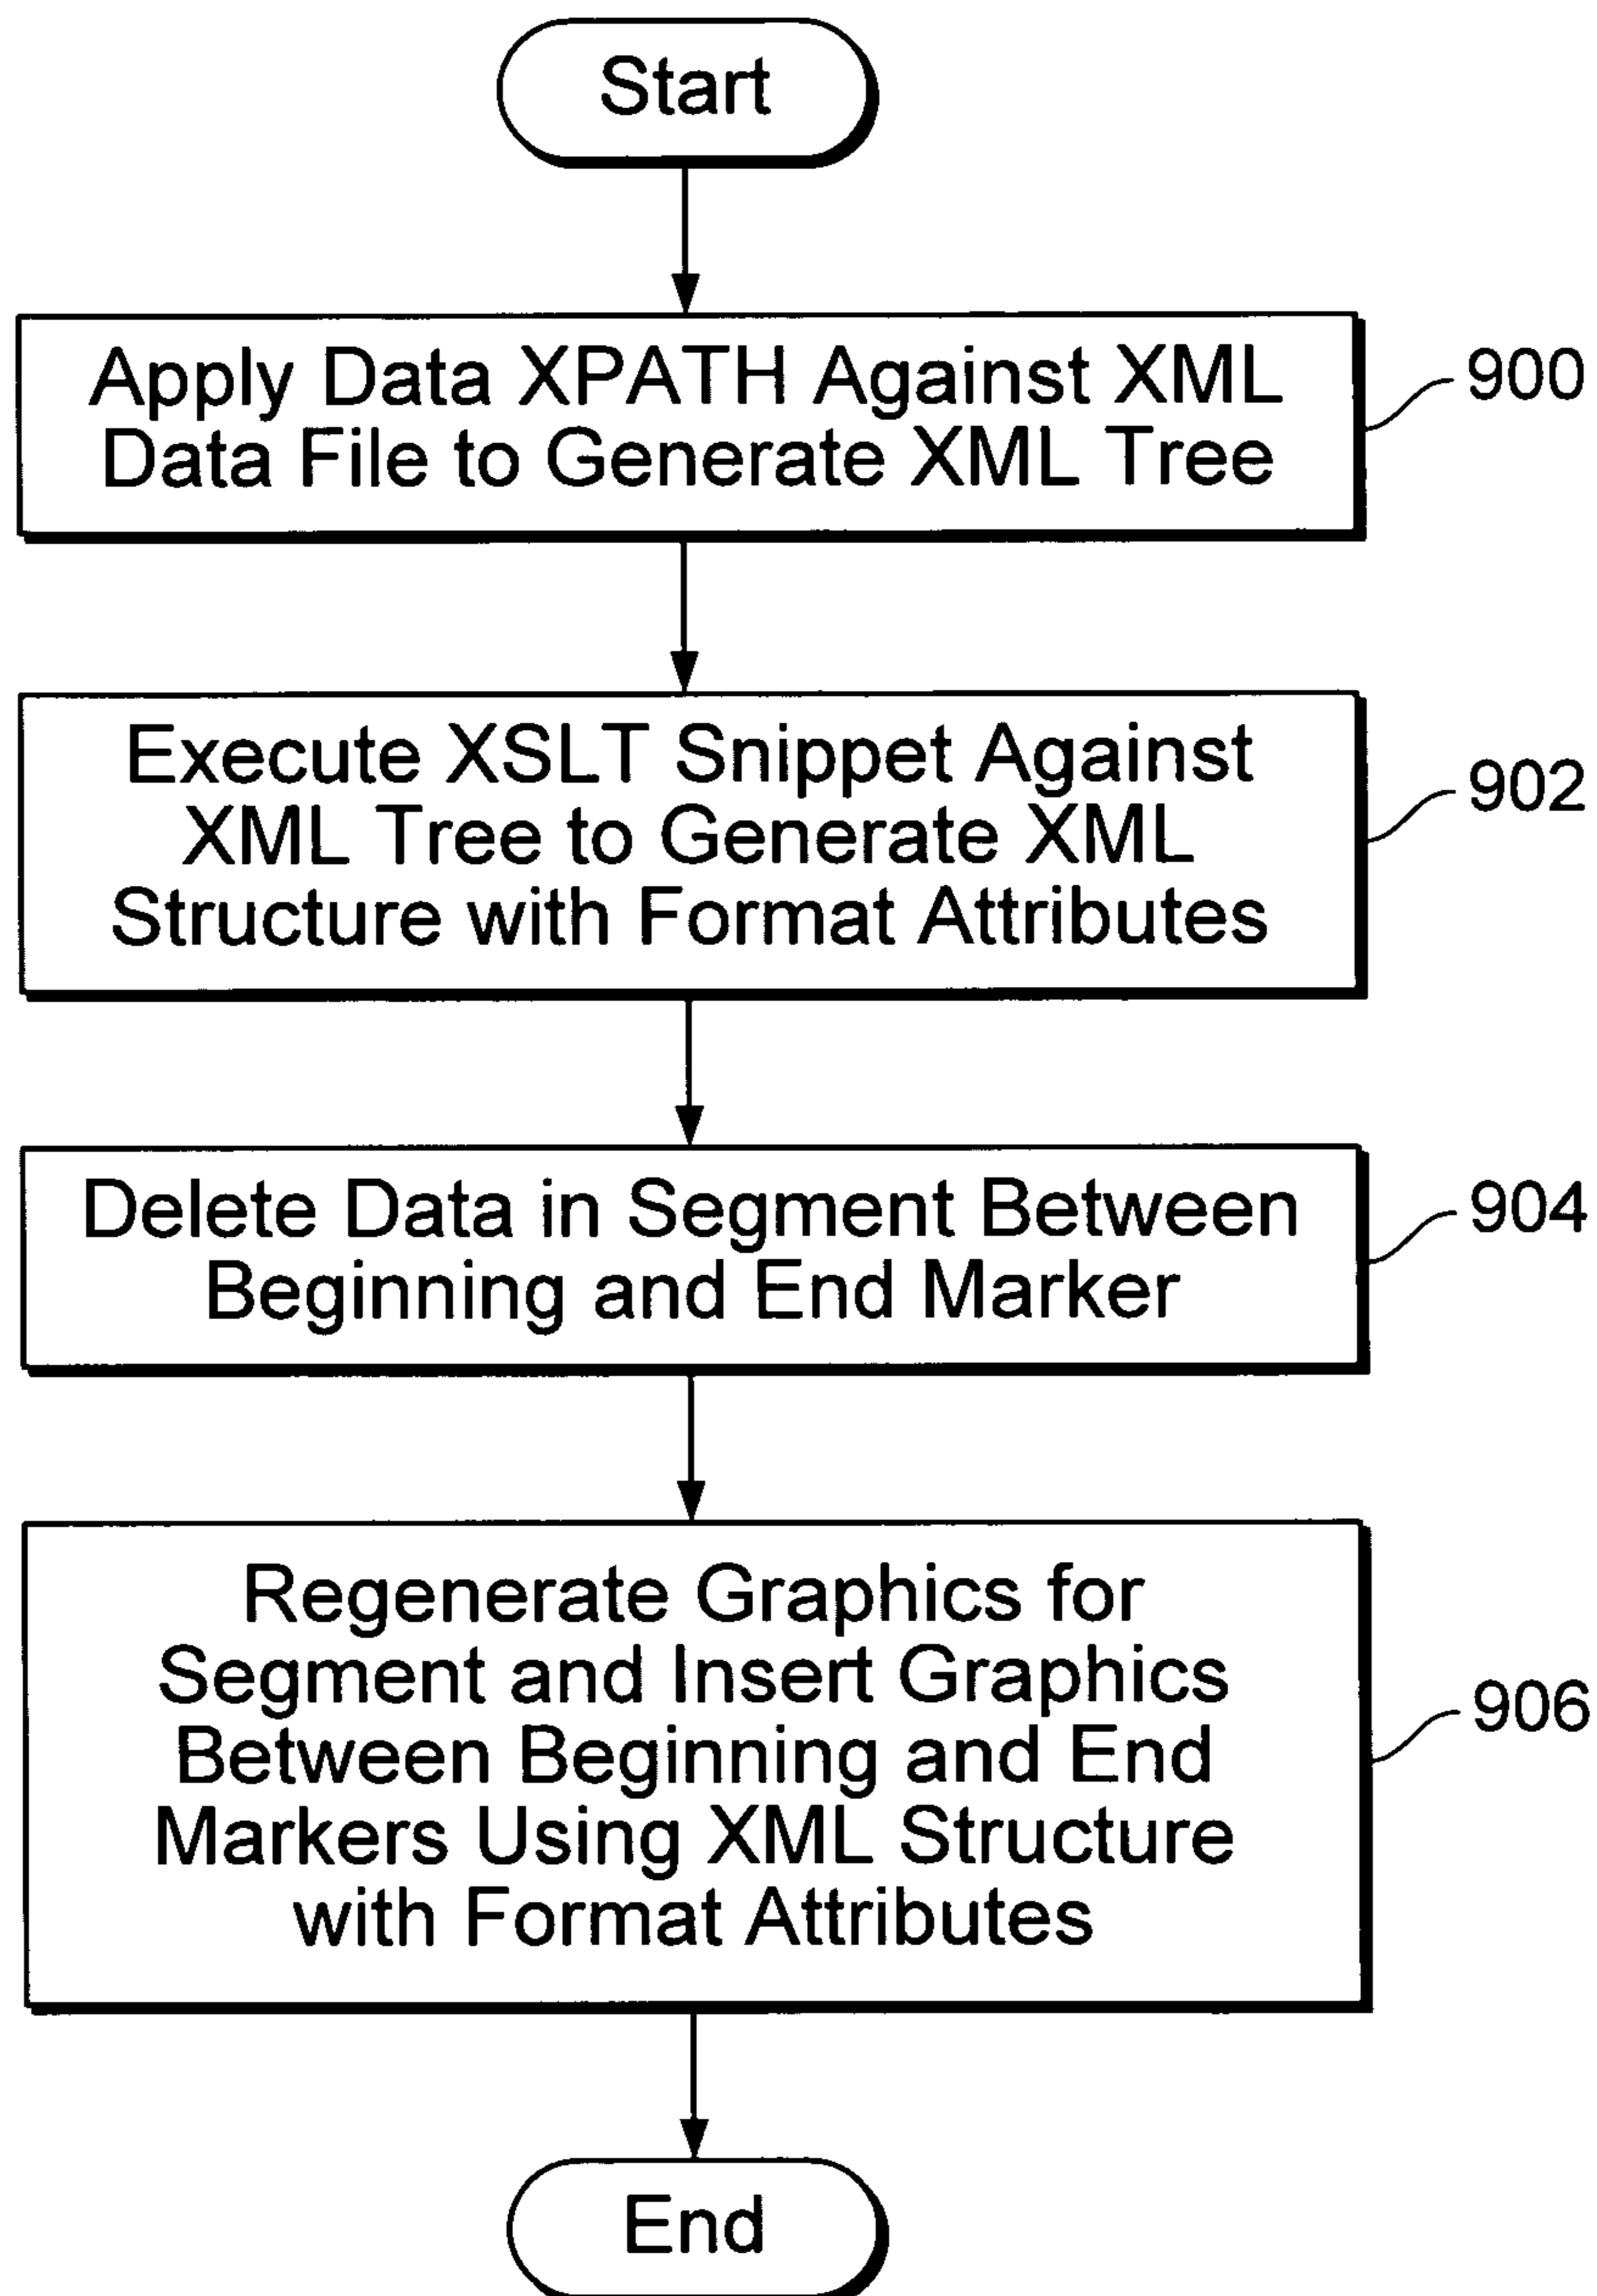 Start
Apply Data XPATH Against XML
Data File to Generate XML Tree
900
Execute XSLT Snippet Against
XML Tree to Generate XML
Structure with Format Attributes
902
Delete Data in Segment Between
Beginning and End Marker
904
Regenerate Graphics for
Segment and Insert Graphics
Between Beginning and End
Markers Using XML Structure
with Format Attributes
906
End